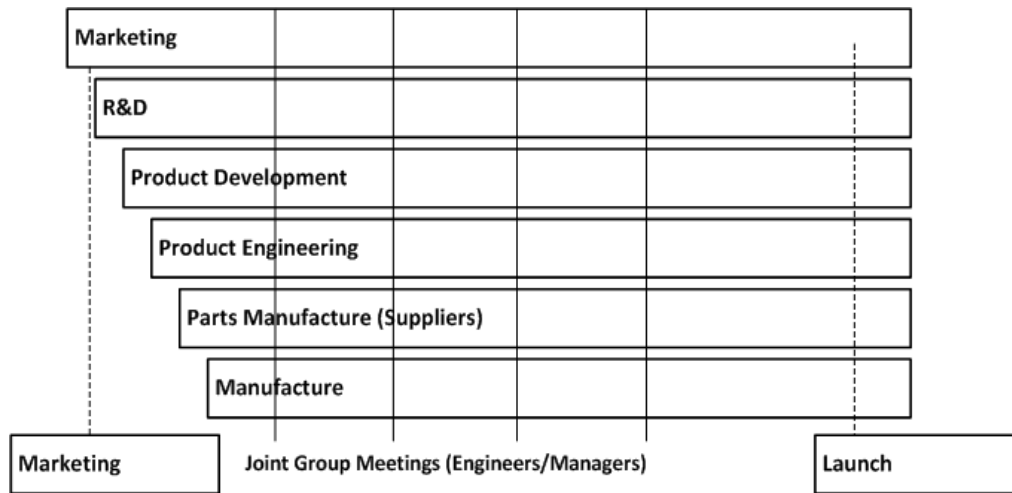 Marketing
R&D
Product Development
Product Engineering
Parts Manufacture (Suppliers)
Manufacture
Marketing
Joint Group Meetings (Engineers/Managers)
Launch